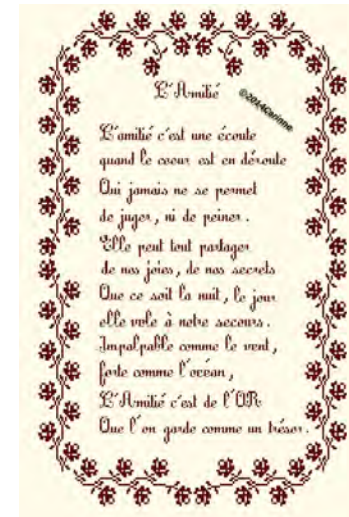 L'Amitié
©2014Corinne
L'amitié c'est une écoute
quand le coeur est en déroute
Qui jamais ne se permet
de juger, ni de peiner.
Elle peut tout partager
de nos joies, de nos secrets
Que ce soit la nuit, le jour
elle vole à notre secours.
Impalpable comme le vent,
forte comme l'océan,
L'Amitié c'est de l'OR
Que l'on garde comme un trésor.